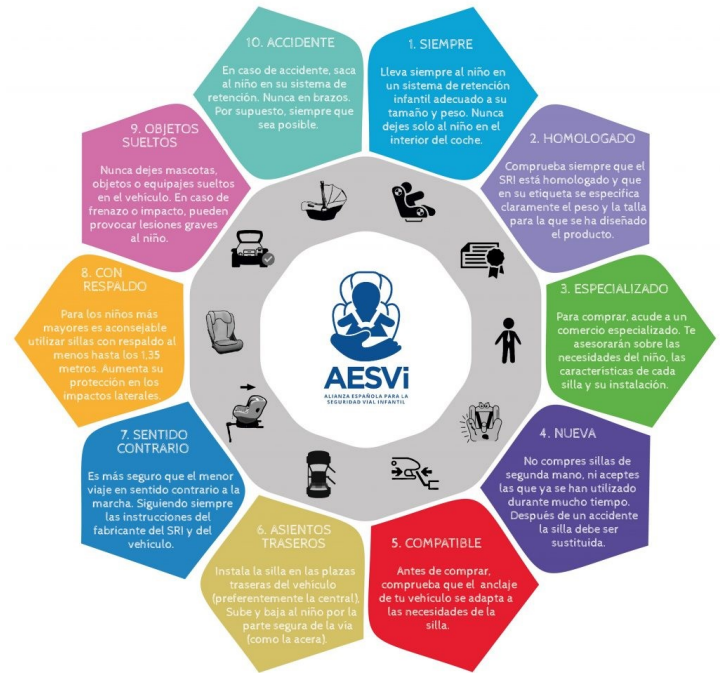 1. SIEMPRE
Lleva siempre al niño en
un sistema de retención
infantil adecuado a su
tamaño y peso. Nunca
dejes solo al niño en el
interior del coche.
2. HOMOLOGADO
Comprueba siempre que el
SRI está homologado y que
en su etiqueta se especifica
claramente el peso y la talla
para la que se ha diseñado
el producto.
3. ESPECIALIZADO
Para comprar, acude a un
comercio especializado. Te
asesorarán sobre las
necesidades del niño, las
características de cada
silla y su instalación.
4. NUEVA
No compres sillas de
segunda mano, ni aceptes
las que ya se han utilizado
durante mucho tiempo.
Después de un accidente
la silla debe ser
sustituida.
5. COMPATIBLE
Antes de comprar,
comprueba que el anclaje
de tu vehículo se adapta a
las necesidades de la
silla.
6. ASIENTOS
TRASEROS
Instala la silla en las plazas
traseras del vehículo
(preferentemente la central).
Sube y baja al niño por la
parte segura de la vía
(como la acera).
7. SENTIDO
CONTRARIO
Es más seguro que el menor
viaje en sentido contrario a la
marcha. Siguiendo siempre
las instrucciones del
fabricante del SRI y del
vehículo.
8. CON
RESPALDO
Para los niños más
mayores es aconsejable
utilizar sillas con respaldo al
menos hasta los 1,35
metros. Aumenta su
protección en los
impactos laterales.
9. OBJETOS
SUELTOS
Nunca dejes mascotas,
objetos o equipajes sueltos
en el vehículo. En caso de
frenazo o impacto, pueden
provocar lesiones graves
al niño.
10. ACCIDENTE
En caso de accidente, saca
al niño en su sistema de
retención. Nunca en brazos.
Por supuesto, siempre que
sea posible.
AESVi
ALIANZA ESPAÑOLA PARA LA
SEGURIDAD VIAL INFANTIL